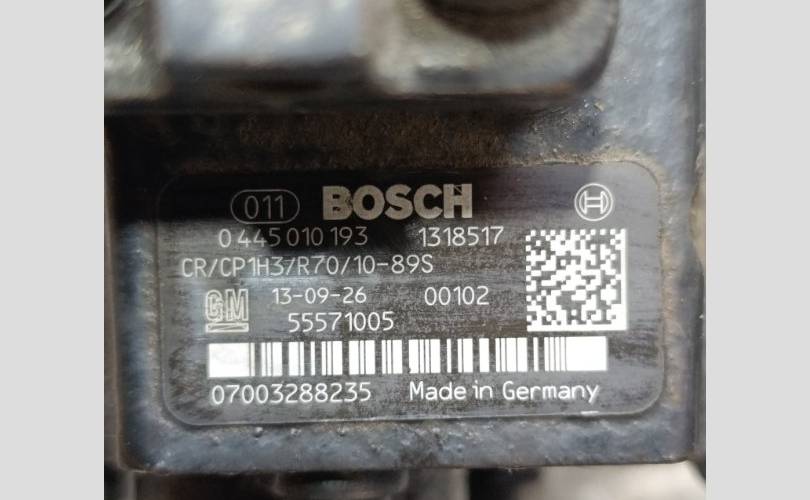 011 BOSCH
0 445 010 193 1318517
CR/CP1H3/R70/10-89S
GM 13-09-26 00102
55571005
07003288235 Made in Germany